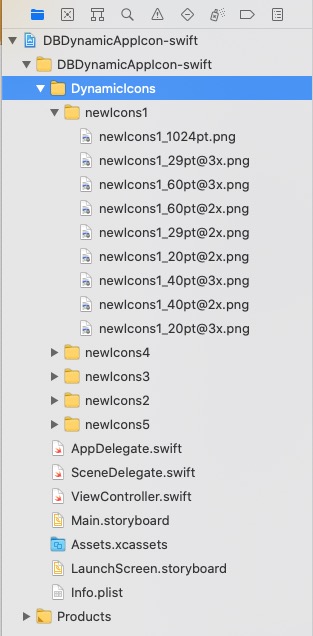 DBDynamicAppIcon-swift
DBDynamicAppIcon-swift
DynamicIcons
newIcons1
newIcons1_1024pt.png
newIcons1_29pt@3x.png
newIcons1_60pt@3x.png
newIcons1_60pt@2x.png
newIcons1_29pt@2x.png
newIcons1_20pt@2x.png
newIcons1_40pt@3x.png
newIcons1_40pt@2x.png
newIcons1_20pt@3x.png
newIcons4
newIcons3
newIcons2
newIcons5
AppDelegate.swift
SceneDelegate.swift
ViewController.swift
Main.storyboard
Assets.xcassets
LaunchScreen.storyboard
Info.plist
Products